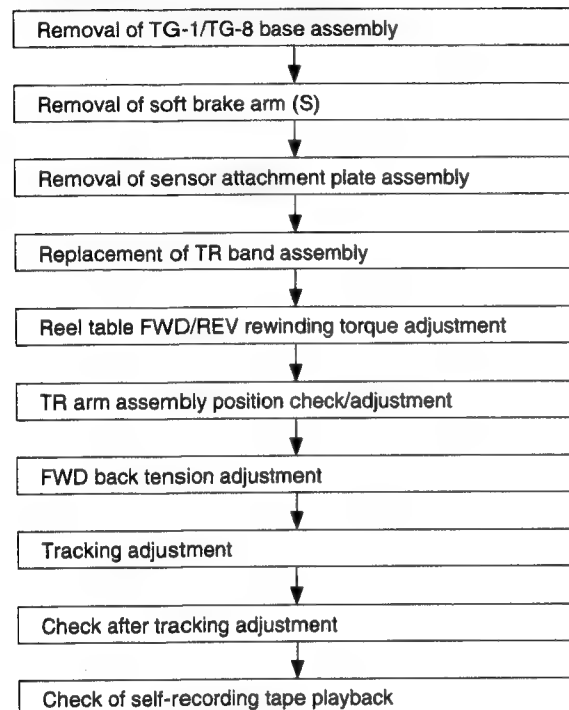 Removal of TG-1/TG-8 base assembly
Removal of soft brake arm (S)
Removal of sensor attachment plate assembly
Replacement of TR band assembly
Reel table FWD/REV rewinding torque adjustment
TR arm assembly position check/adjustment
FWD back tension adjustment
Tracking adjustment
Check after tracking adjustment
Check of self-recording tape playback